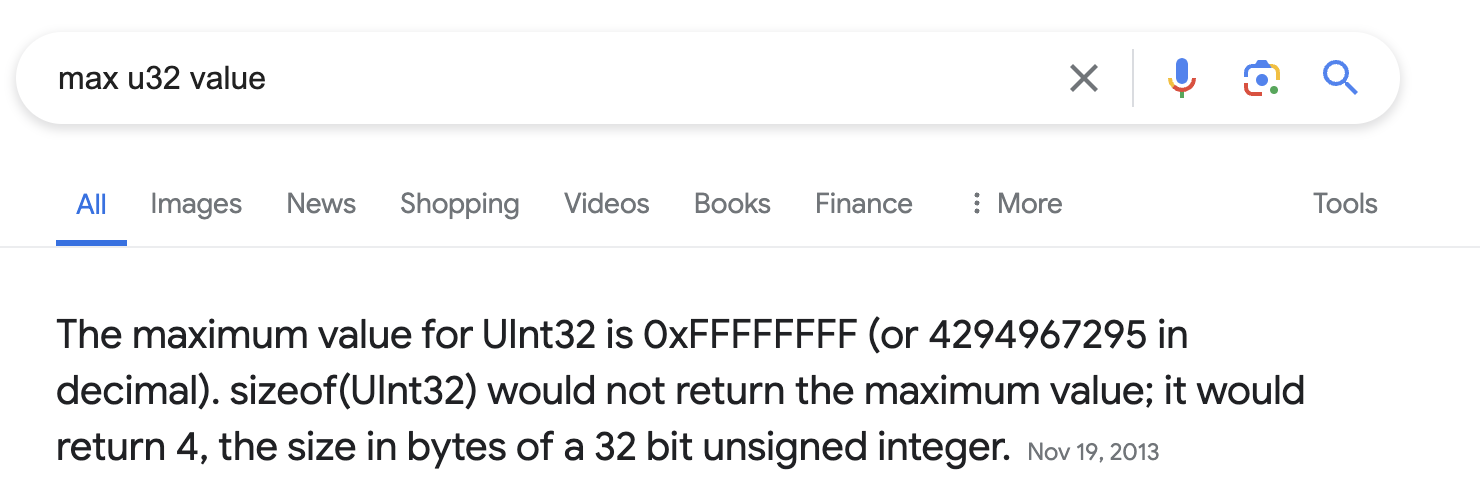 max u32 value
All Images News Shopping Videos Books Finance More Tools
The maximum value for UInt32 is 0xFFFFFFFF (or 4294967295 in
decimal). sizeof(UInt32) would not return the maximum value; it would
return 4, the size in bytes of a 32 bit unsigned integer. Nov 19, 2013